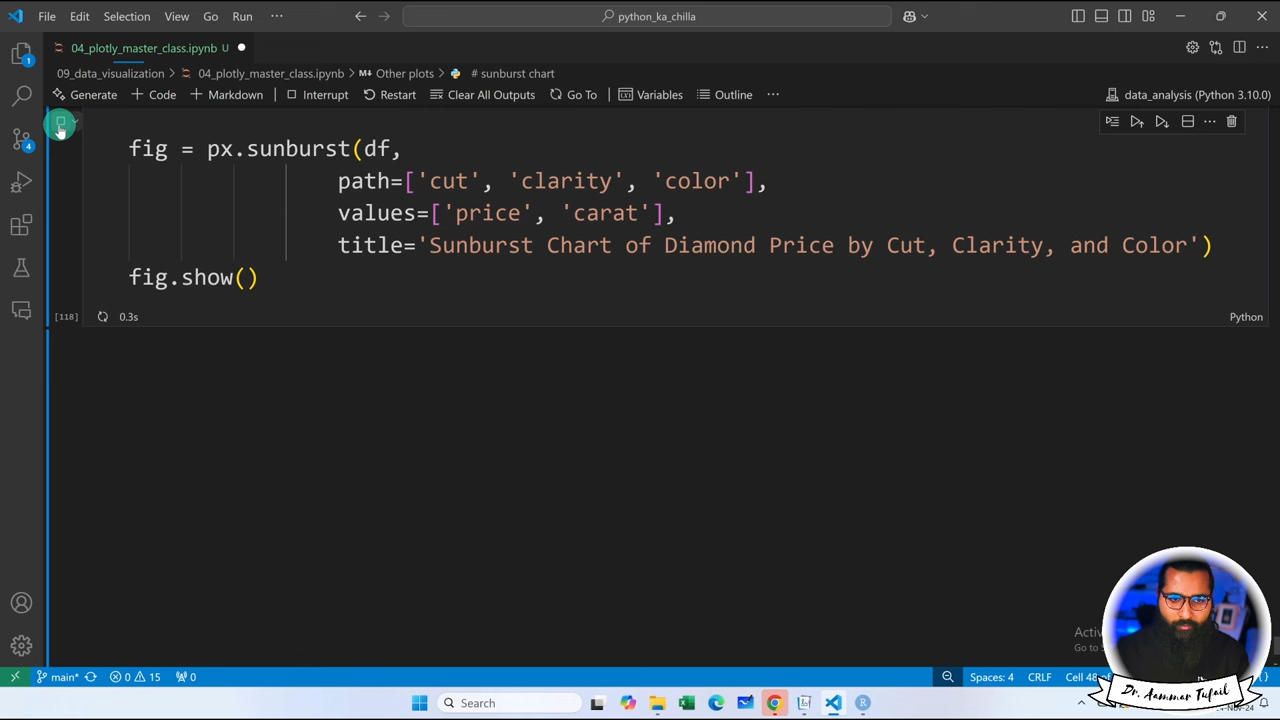 File Edit Selection View Go Run ···
python_ka_chilla
04_plotly_master_class.ipynb U
09_data_visualization > 04_plotly_master_class.ipynb > M↓ Other plots > # sunburst chart
Generate + Code + Markdown Interrupt Restart Clear All Outputs Go To Variables Outline ··· data_analysis (Python 3.10.0)
fig = px.sunburst(df,
path=['cut', 'clarity', 'color'],
values=['price', 'carat'],
title='Sunburst Chart of Diamond Price by Cut, Clarity, and Color')
fig.show()
[118] 0.3s Python
1
4
Go to
main* 0 15 0 Spaces: 4 CRLF Cell 48
Search
Dr. Aammar Tufail
-Nov-24